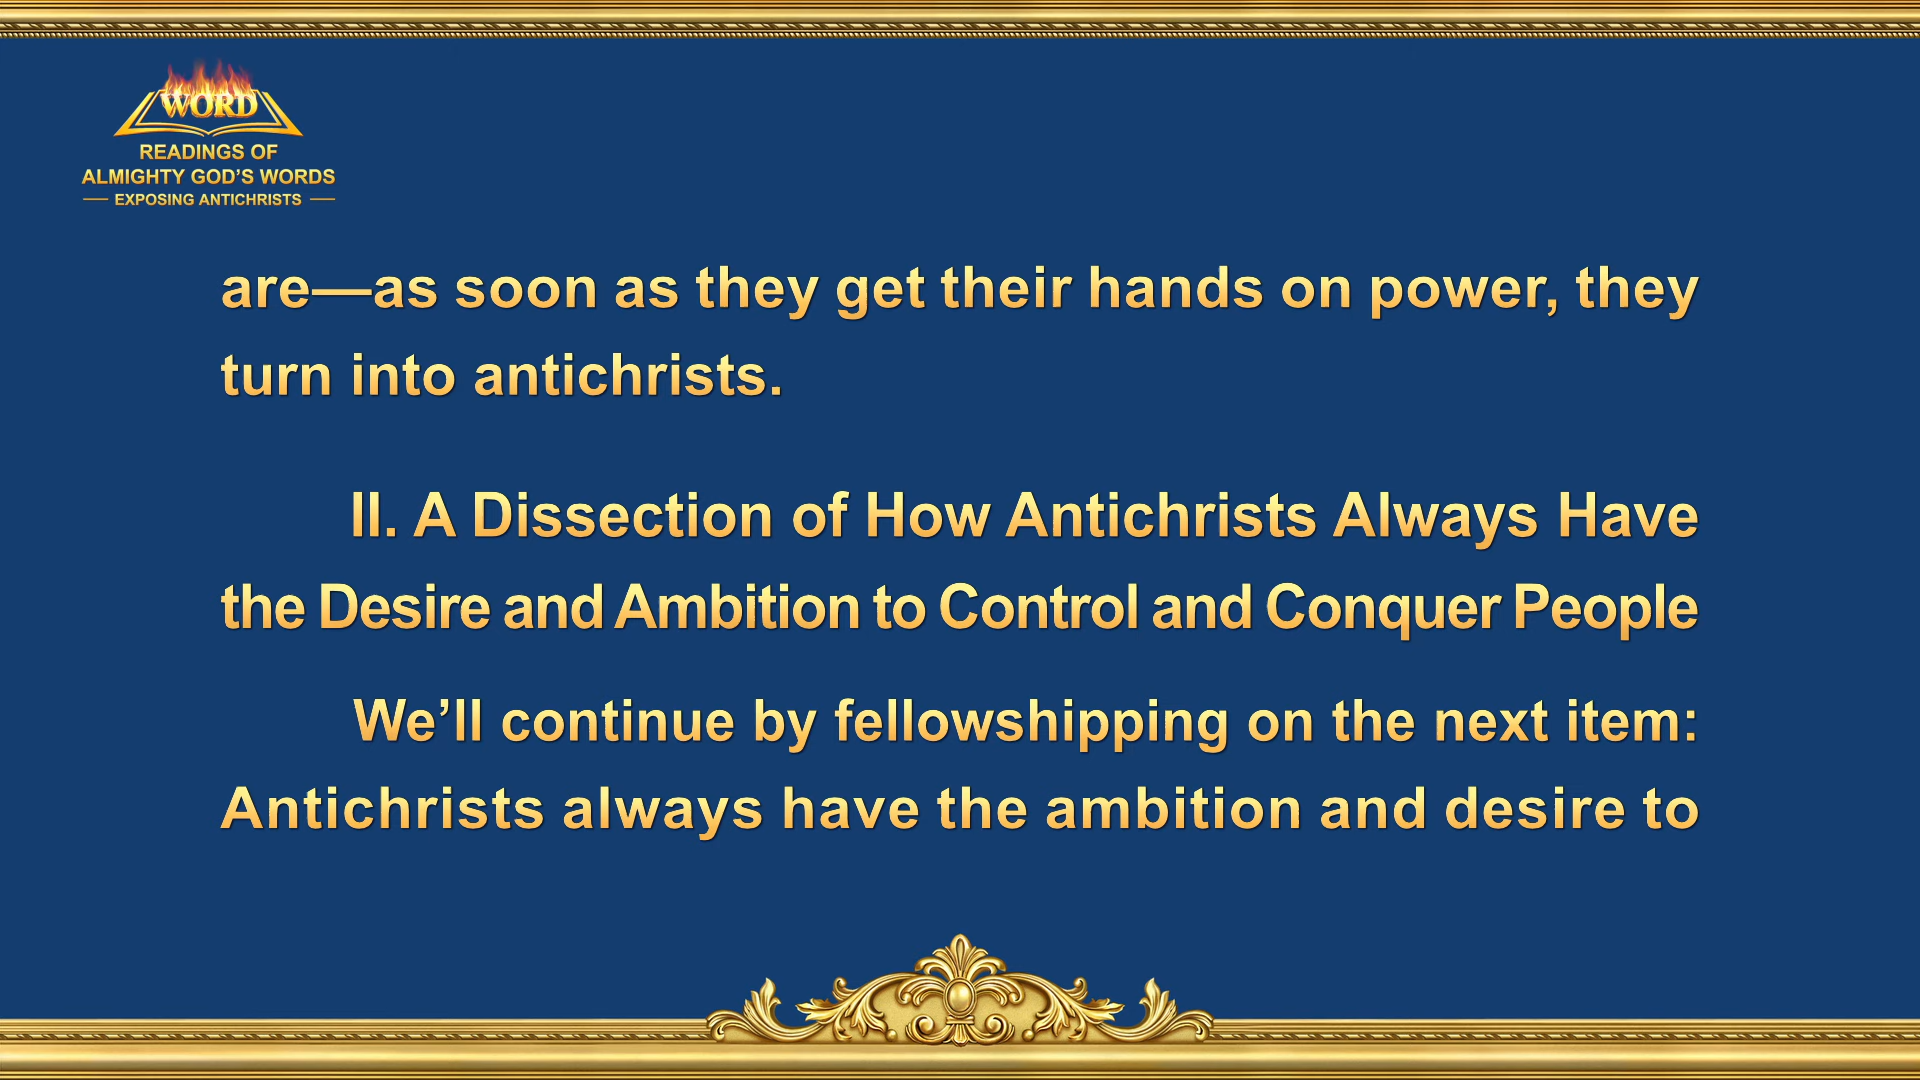 WORD
READINGS OF
ALMIGHTY GOD'S WORDS
EXPOSING ANTICHRISTS
are—as soon as they get their hands on power, they
turn into antichrists.
II. A Dissection of How Antichrists Always Have
the Desire and Ambition to Control and Conquer People
We’ll continue by fellowshipping on the next item:
Antichrists always have the ambition and desire to